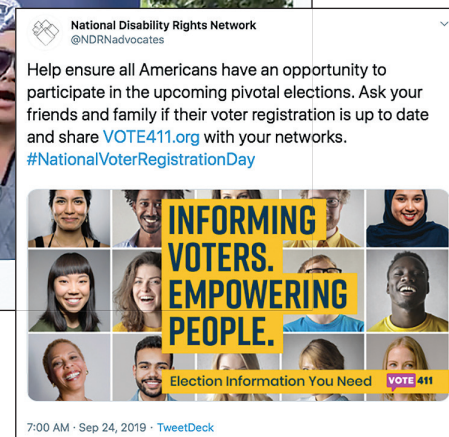 National Disability Rights Network
@NDRNadvocates
Help ensure all Americans have an opportunity to
participate in the upcoming pivotal elections. Ask your
friends and family if their voter registration is up to date
and share VOTE411.org with your networks.
#NationalVoterRegistrationDay
INFORMING
VOTERS.
EMPOWERING
PEOPLE.
Election Information You Need VOTE 411
7:00 AM · Sep 24, 2019 · TweetDeck